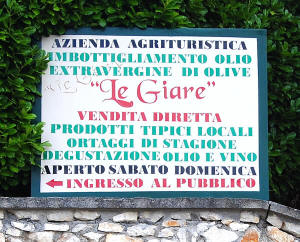 AZIENDA AGRITURISTICA
IMBOTTIGLIAMENTO OLIO
EXTRAVERGINE DI OLIVE
"Le Giare"
VENDITA DIRETTA
PRODOTTI TIPICI LOCALI
ORTAGGI DI STAGIONE
DEGUSTAZIONE OLIO E VINO
APERTO SABATO DOMENICA
← INGRESSO AL PUBBLICO